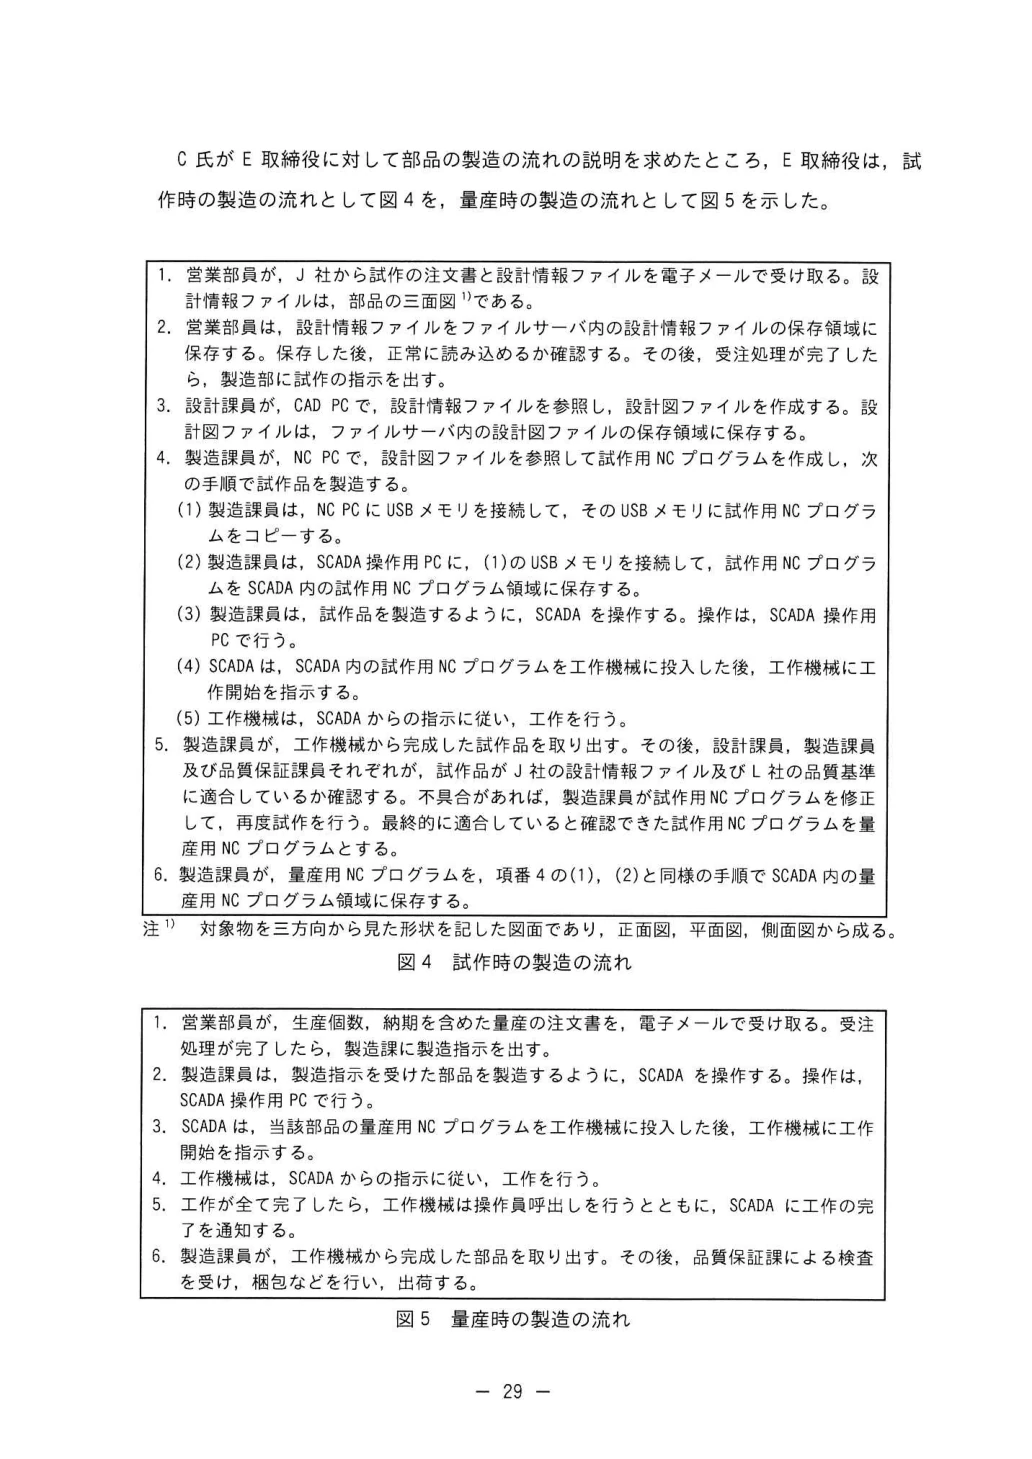 C 氏が E 取締役に対して部品の製造の流れの説明を求めたところ，E 取締役は，試
作時の製造の流れとして図 4 を，量産時の製造の流れとして図 5 を示した。
1. 営業部員が，J 社から試作の注文書と設計情報ファイルを電子メールで受け取る。設
計情報ファイルは，部品の三面図¹⁾である。
2. 営業部員は，設計情報ファイルをファイルサーバ内の設計情報ファイルの保存領域に
保存する。保存した後，正常に読み込めるか確認する。その後，受注処理が完了した
ら，製造部に試作の指示を出す。
3. 設計課員が，CAD PC で，設計情報ファイルを参照し，設計図ファイルを作成する。設
計図ファイルは，ファイルサーバ内の設計図ファイルの保存領域に保存する。
4. 製造課員が，NC PC で，設計図ファイルを参照して試作用 NC プログラムを作成し，次
の手順で試作品を製造する。
(1) 製造課員は，NC PC に USB メモリを接続して，その USB メモリに試作用 NC プログラ
ムをコピーする。
(2) 製造課員は，SCADA 操作用 PC に，(1)の USB メモリを接続して，試作用 NC プログラ
ムを SCADA 内の試作用 NC プログラム領域に保存する。
(3) 製造課員は，試作品を製造するように，SCADA を操作する。操作は，SCADA 操作用
PC で行う。
(4) SCADA は，SCADA 内の試作用 NC プログラムを工作機械に投入した後，工作機械に工
作開始を指示する。
(5) 工作機械は，SCADA からの指示に従い，工作を行う。
5. 製造課員が，工作機械から完成した試作品を取り出す。その後，設計課員，製造課員
及び品質保証課員それぞれが，試作品が J 社の設計情報ファイル及び L 社の品質基準
に適合しているか確認する。不具合があれば，製造課員が試作用 NC プログラムを修正
して，再度試作を行う。最終的に適合していると確認できた試作用 NC プログラムを量
産用 NC プログラムとする。
6. 製造課員が，量産用 NC プログラムを，項番 4 の(1)，(2)と同様の手順で SCADA 内の量
産用 NC プログラム領域に保存する。
注¹⁾ 対象物を三方向から見た形状を記した図面であり，正面図，平面図，側面図から成る。
図 4 試作時の製造の流れ
1. 営業部員が，生産個数，納期を含めた量産の注文書を，電子メールで受け取る。受注
処理が完了したら，製造課に製造指示を出す。
2. 製造課員は，製造指示を受けた部品を製造するように，SCADA を操作する。操作は，
SCADA 操作用 PC で行う。
3. SCADA は，当該部品の量産用 NC プログラムを工作機械に投入した後，工作機械に工作
開始を指示する。
4. 工作機械は，SCADA からの指示に従い，工作を行う。
5. 工作が全て完了したら，工作機械は操作員呼出しを行うとともに，SCADA に工作の完
了を通知する。
6. 製造課員が，工作機械から完成した部品を取り出す。その後，品質保証課による検査
を受け，梱包などを行い，出荷する。
図 5 量産時の製造の流れ
－ 29 －